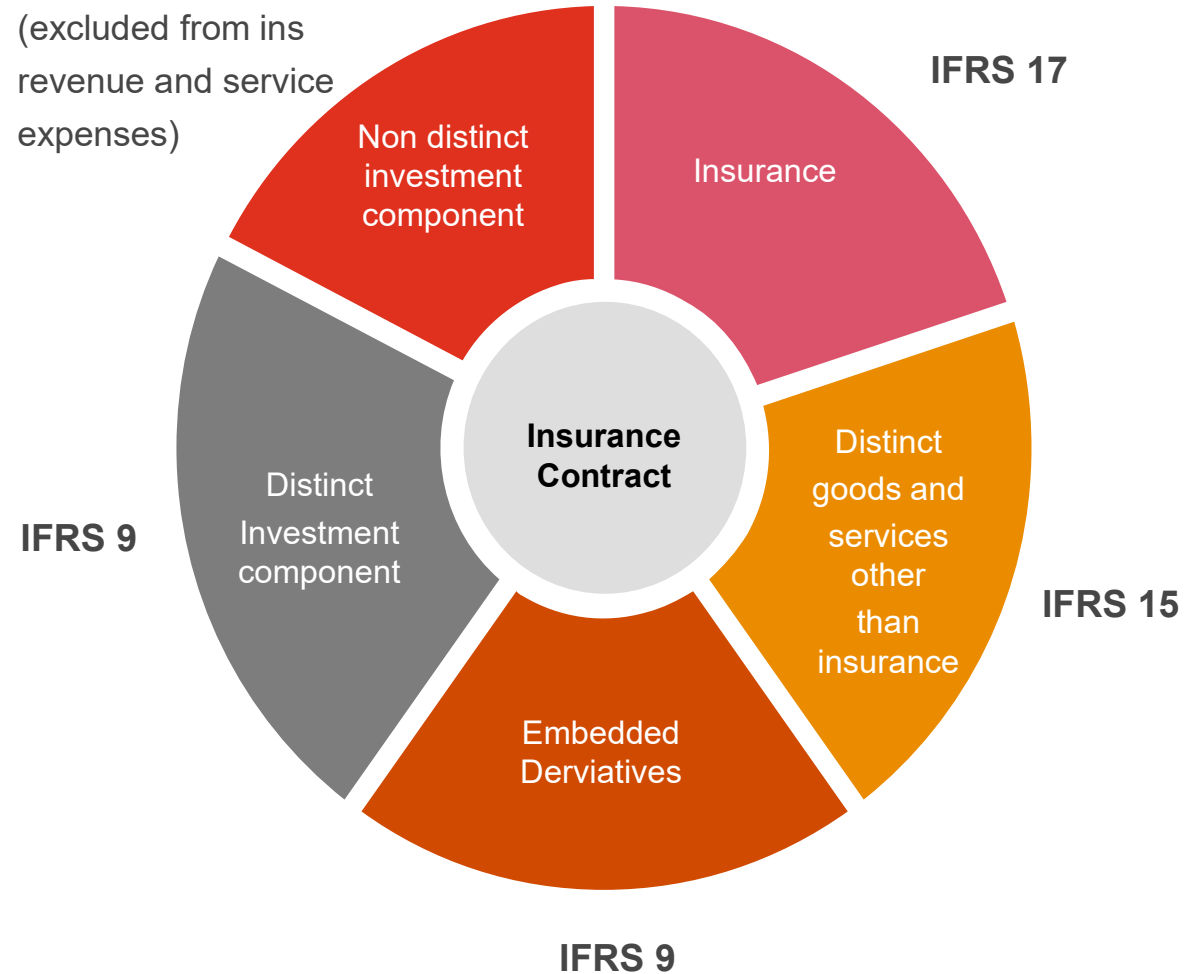 (excluded from ins
revenue and service
expenses)
Non distinct
investment
component
IFRS 17
Insurance
Distinct
goods and
services
other
than
insurance
IFRS 15
Insurance
Contract
Distinct
Investment
component
IFRS 9
Embedded
Derviatives
IFRS 9